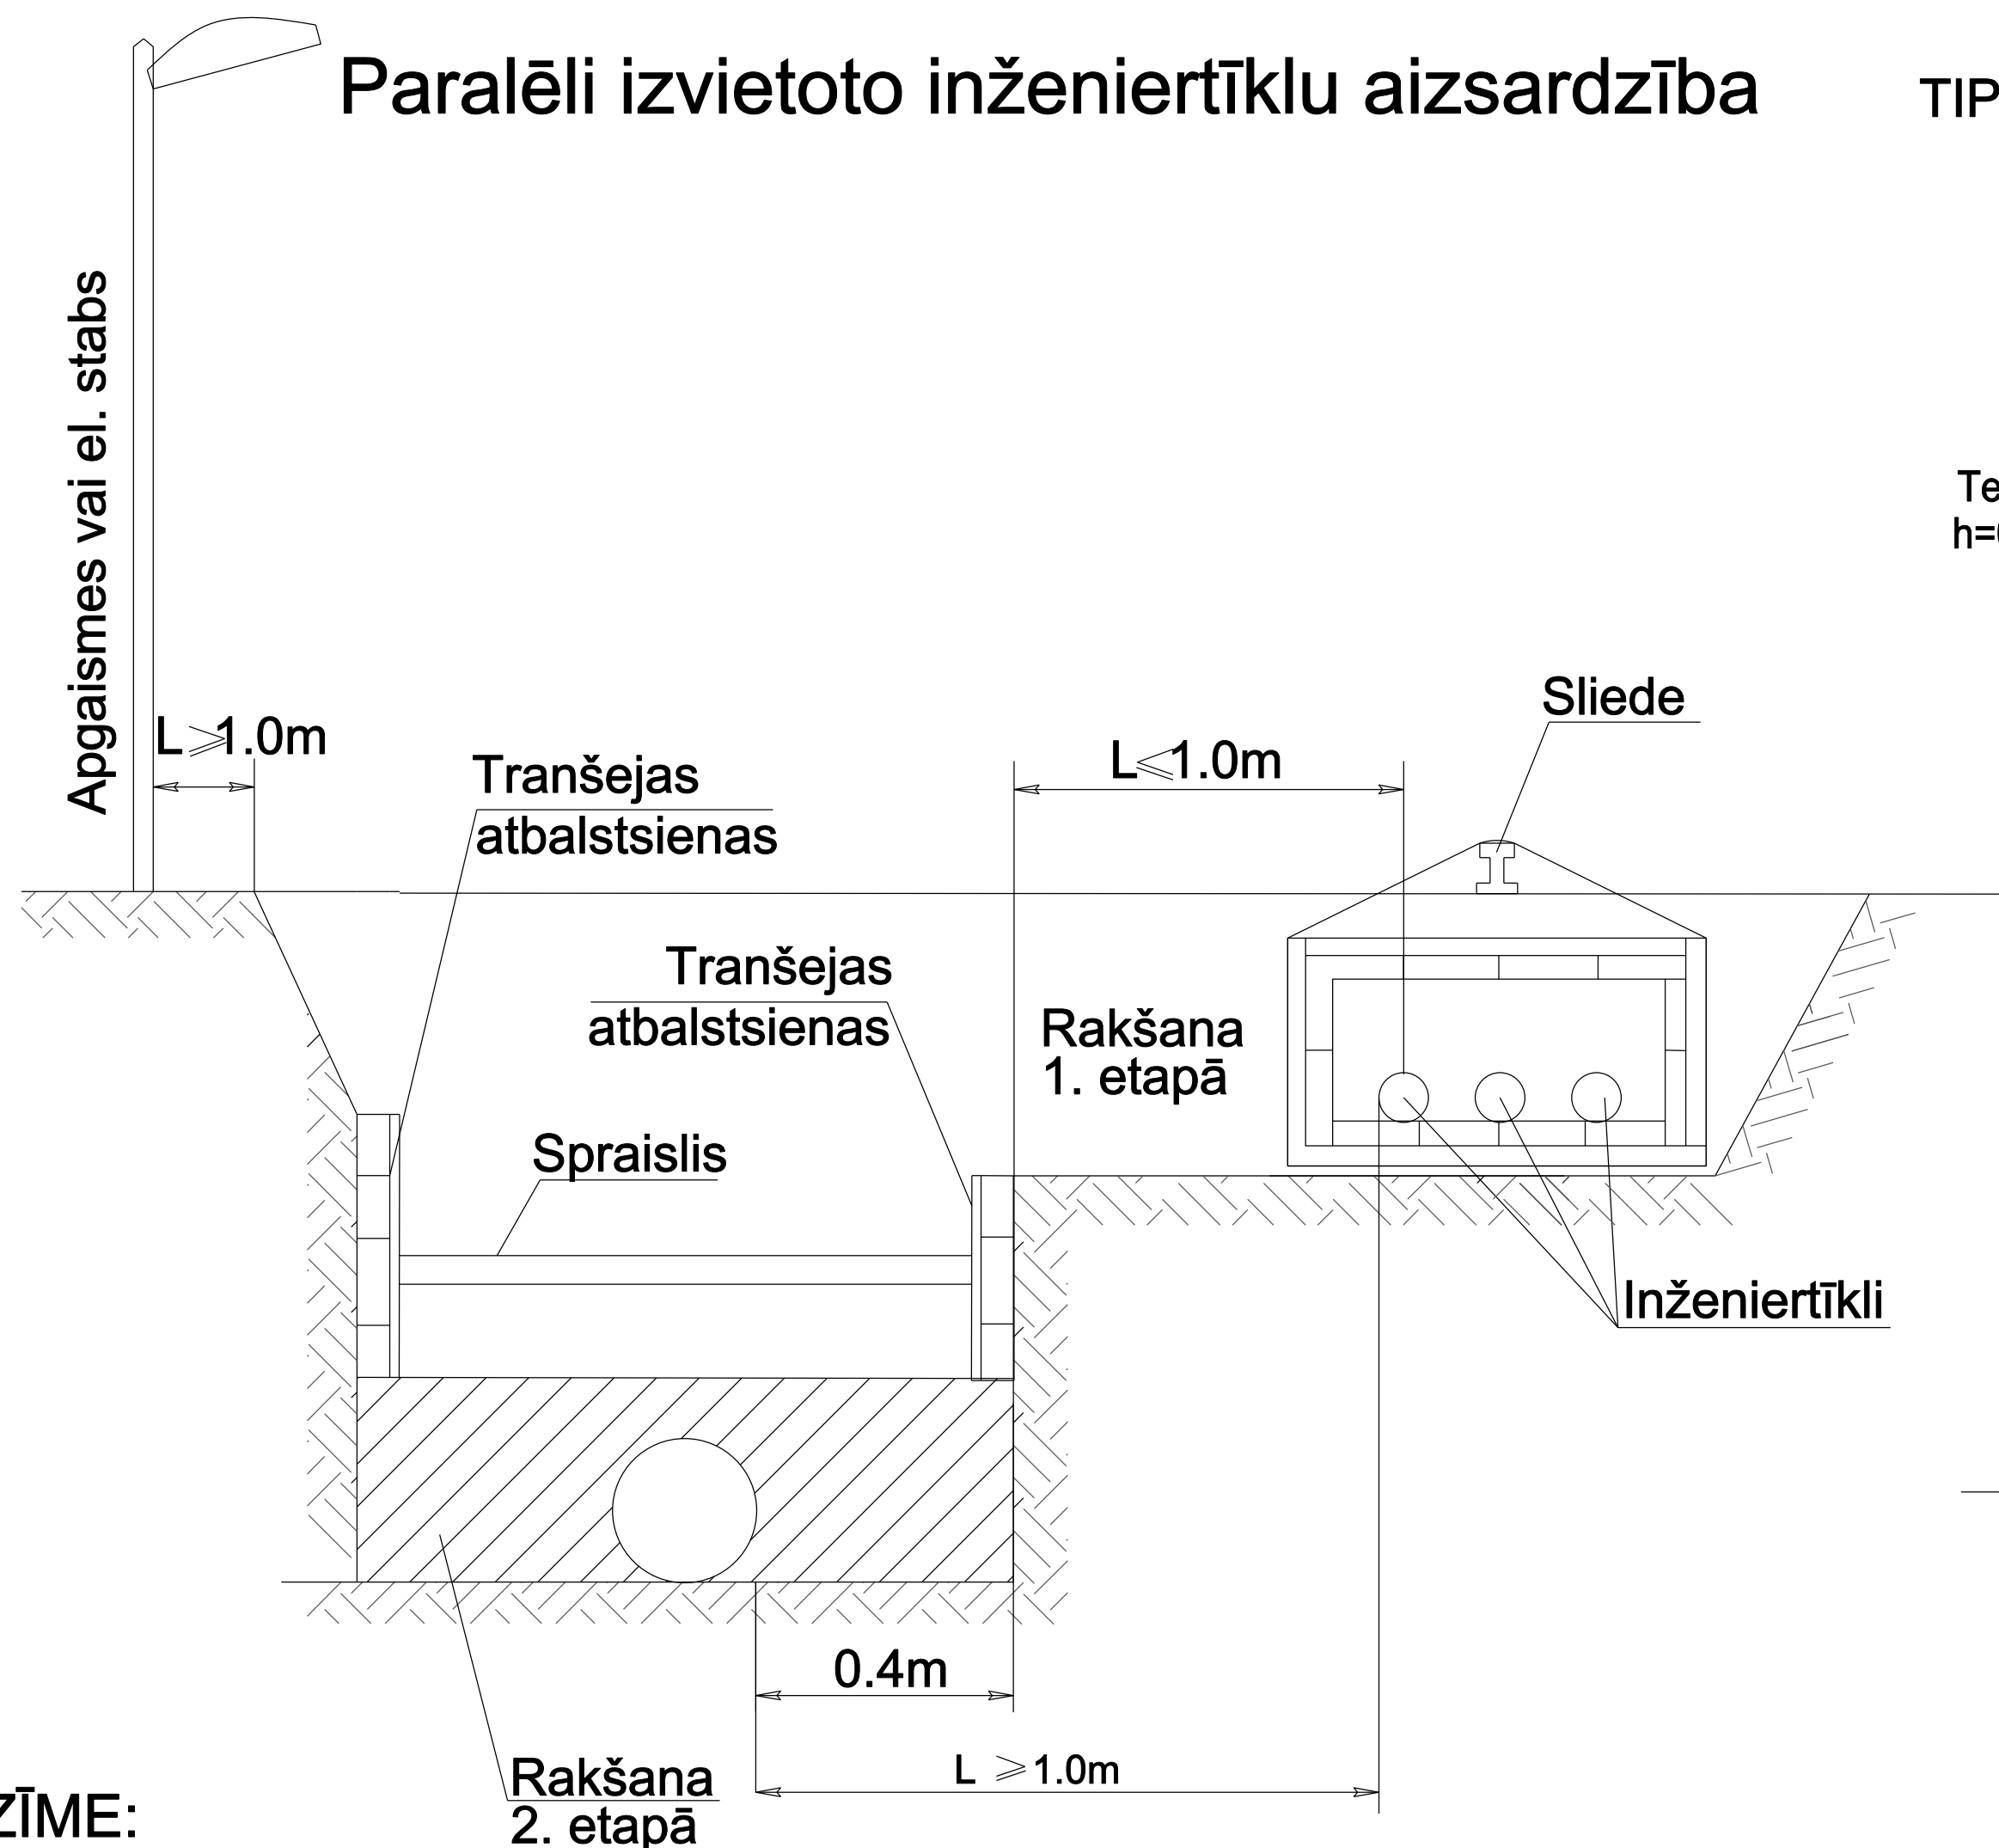 Paralēli izvietoto inženiertīklu aizsardzība
TIP
Apgaismes vai el. stabs
Te
L ⩾1.0m
Tranšejas
atbalstsienas
L⩽1.0m
Sliede
Tranšejas
atbalstsienas
Rakšana
1. etapā
Spraislis
Inženiertīkli
0.4m
L ⩾ 1.0m
Rakšana
2. etapā
ZĪME: